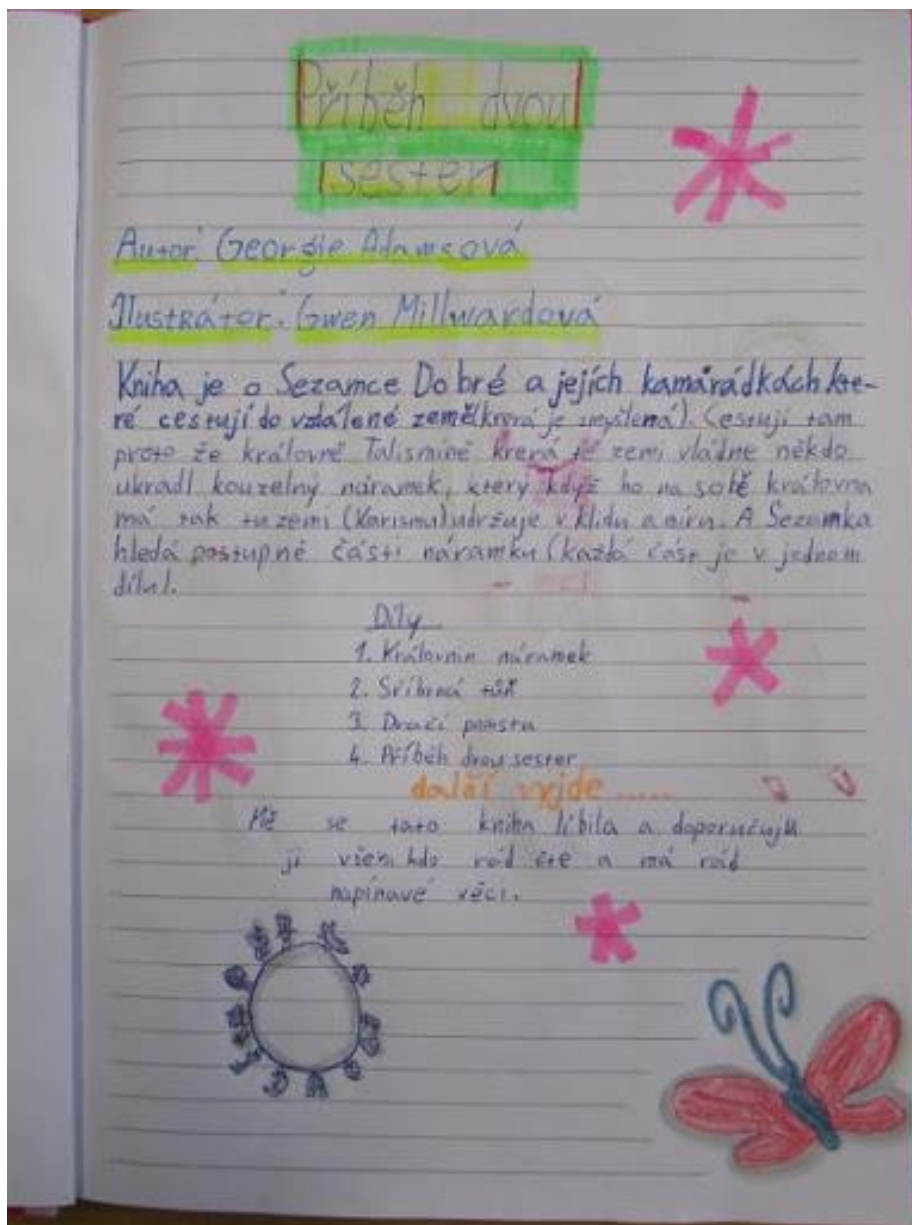 Příběh dvou
sester
Autor: Georgie Adamsová
Ilustrátor: Gwen Millwardová
Kniha je o Sezamce Dobré a jejích kamarádkách kte-
ré cestují do vzdálené země(která je smyšlená). Cestují tam
proto že královně Talismině která té zemi vládne někdo
ukradl kouzelný náramek, který když ho na sobě královna
má tak tu zemi (Karisma) udržuje v klidu a míru. A Sezamka
hledá postupně části náramku (každá část je v jednom
dílu).
Díly
1. Královnin náramek
2. Stříbrná tůň
3. Dračí pomsta
4. Příběh dvou sester
další vyjde.....
Mě se tato kniha líbila a doporučuju
ji všem kdo rád čte a má rád
napínavé věci.